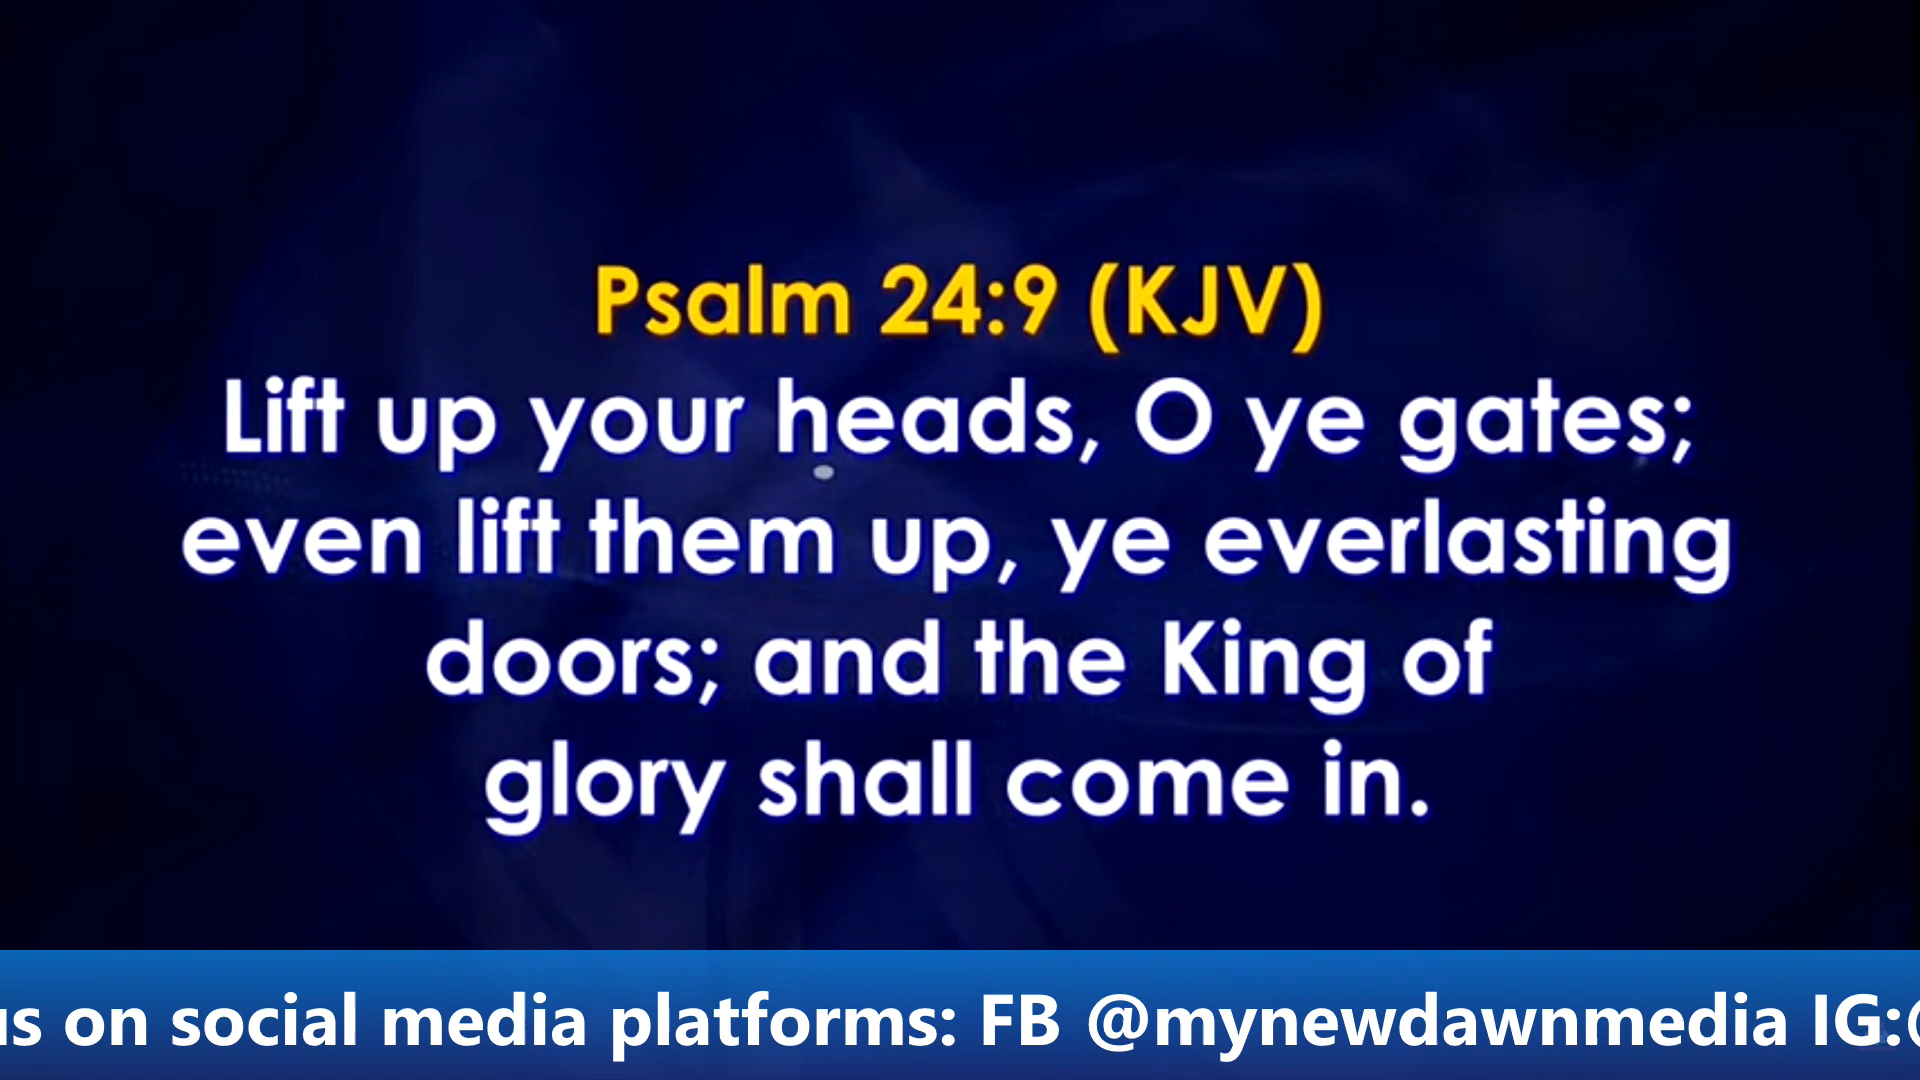 Psalm 24:9 (KJV)
Lift up your heads, O ye gates;
even lift them up, ye everlasting
doors; and the King of
glory shall come in.
on social media platforms: FB @mynewdawnmedia IG: